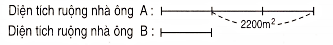 Diện tích ruộng nhà ông A :
2200m²
Diện tích ruộng nhà ông B :